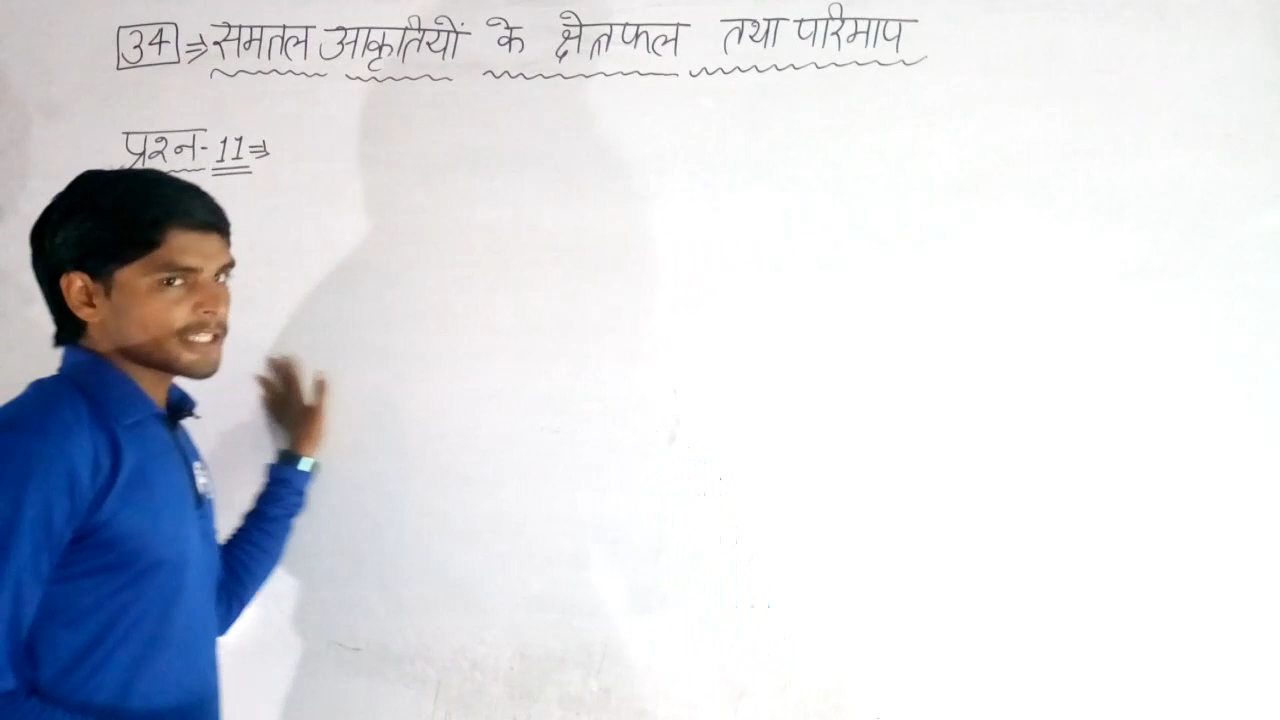 34 ⇒ समतल आकृतियों के क्षेत्रफल तथा परिमाप
प्रश्न- 11 ⇒